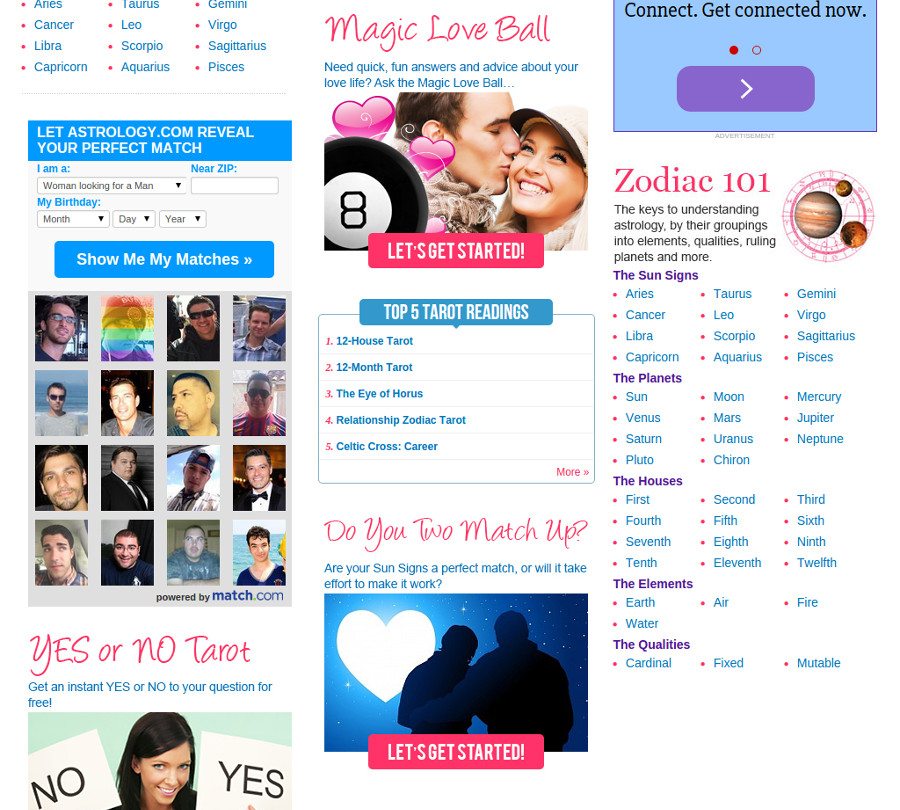 Aries
Taurus
Gemini
Cancer
Leo
Virgo
Libra
Scorpio
Sagittarius
Capricorn
Aquarius
Pisces
LET ASTROLOGY.COM REVEAL
YOUR PERFECT MATCH
I am a:
Near ZIP:
Woman looking for a Man
My Birthday:
Month
Day
Year
Show Me My Matches »
powered by match.com
YES or NO Tarot
Get an instant YES or NO to your question for
free!
NO
YES
Magic Love Ball
Need quick, fun answers and advice about your
love life? Ask the Magic Love Ball…
8
LET'S GET STARTED!
TOP 5 TAROT READINGS
1. 12-House Tarot
2. 12-Month Tarot
3. The Eye of Horus
4. Relationship Zodiac Tarot
5. Celtic Cross: Career
More »
Do You Two Match Up?
Are your Sun Signs a perfect match, or will it take
effort to make it work?
LET'S GET STARTED!
Connect. Get connected now.
ADVERTISEMENT
Zodiac 101
The keys to understanding
astrology, by their groupings
into elements, qualities, ruling
planets and more.
The Sun Signs
Aries
Taurus
Gemini
Cancer
Leo
Virgo
Libra
Scorpio
Sagittarius
Capricorn
Aquarius
Pisces
The Planets
Sun
Moon
Mercury
Venus
Mars
Jupiter
Saturn
Uranus
Neptune
Pluto
Chiron
The Houses
First
Second
Third
Fourth
Fifth
Sixth
Seventh
Eighth
Ninth
Tenth
Eleventh
Twelfth
The Elements
Earth
Air
Fire
Water
The Qualities
Cardinal
Fixed
Mutable